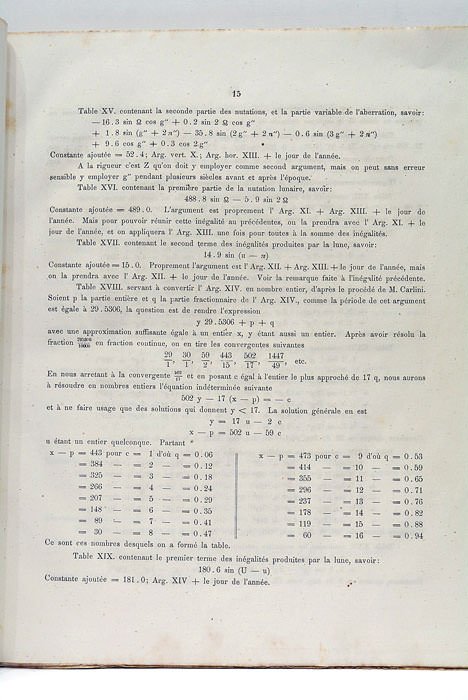 15
Table XV. contenant la seconde partie des nutations, et la partie variable de l'aberration, savoir:
— 16.3 sin ☊ cos g″ + 0.2 sin 2 ☊ cos g″
+ 1.8 sin (g″ + 2π″) — 35.8 sin (2g″ + 2π″) — 0.6 sin (3g″ + 2π″)
+ 9.6 cos g″ + 0.3 cos 2g″
Constante ajoutée = 52.4; Arg. vert. X.; Arg. hor. XIII. + le jour de l'année.
A la rigueur c'est Z qu'on doit y employer comme second argument, mais on peut sans erreur
sensible y employer g″ pendant plusieurs siècles avant et après l'époque.
Table XVI. contenant la première partie de la nutation lunaire, savoir:
488.8 sin ☊ — 5.9 sin 2 ☊
Constante ajoutée = 489.0. L'argument est proprement l' Arg. XI. + Arg. XIII. + le jour de
l'année. Mais pour pouvoir réunir cette inégalité au précédentes, on la prendra avec l'Arg. XI. + le
jour de l'année, et on appliquera l'Arg. XIII. une fois pour toutes à la somme des inégalités.
Table XVII. contenant le second terme des inégalités produites par la lune, savoir:
14.9 sin (u — π)
Constante ajoutée = 15.0. Proprement l'argument est l'Arg. XII. + Arg. XIII. + le jour de l'année, mais
on la prendra avec l' Arg. XII. + le jour de l'année. Voir la remarque faite à l'inégalité précédente.
Table XVIII. servant à convertir l'Arg. XIV. en nombre entier, d'après le procédé de M. Carlini.
Soient p la partie entière et q la partie fractionnaire de l'Arg. XIV., comme la période de cet argument
est égale à 29.5306, la question est de rendre l'expression
y 29.5306 + p + q
avec une approximation suffisante égale à un entier x, y étant aussi un entier. Après avoir résolu la
fraction 295306/10000 en fraction continue, on en tire les convergentes suivantes
29/1, 30/1, 59/2, 443/15, 502/17, 1447/49, etc.
En nous arretant à la convergente 502/17 et en posant c égal à l'entier le plus approché de 17 q, nous aurons
à résoudre en nombres entiers l'équation indéterminée suivante
502 y — 17 (x — p) = — c
et à ne faire usage que des solutions qui donnent y < 17. La solution générale en est
y = 17 u — 2 c
x — p = 502 u — 59 c
u étant un entier quelconque. Partant
x — p = 443 pour c = 1 d'où q = 0.06
= 384 — = 2 — = 0.12
= 325 — = 3 — = 0.18
= 266 — = 4 — = 0.24
= 207 — = 5 — = 0.29
= 148 — = 6 — = 0.35
= 89 — = 7 — = 0.41
= 30 — = 8 — = 0.47
x — p = 473 pour c = 9 d'où q = 0.53
= 414 — = 10 — = 0.59
= 355 — = 11 — = 0.65
= 296 — = 12 — = 0.71
= 237 — = 13 — = 0.76
= 178 — = 14 — = 0.82
= 119 — = 15 — = 0.88
= 60 — = 16 — = 0.94
Ce sont ces nombres desquels on a formé la table.
Table XIX. contenant le premier terme des inégalités produites par la lune, savoir:
180.6 sin (U — u)
Constante ajoutée = 181.0; Arg. XIV + le jour de l'année.